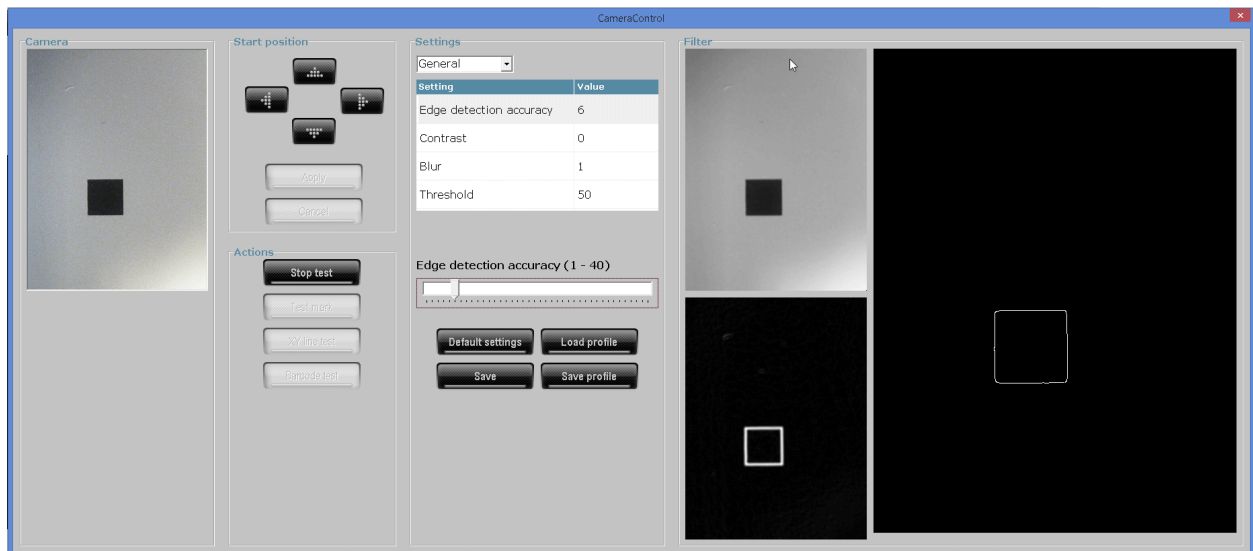 CameraControl
Camera
Start position
Apply
Cancel
Actions
Stop test
Test mark
XY line test
Barcode test
Settings
General
Setting Value
Edge detection accuracy 6
Contrast 0
Blur 1
Threshold 50
Edge detection accuracy (1 - 40)
Default settings Load profile
Save Save profile
Filter